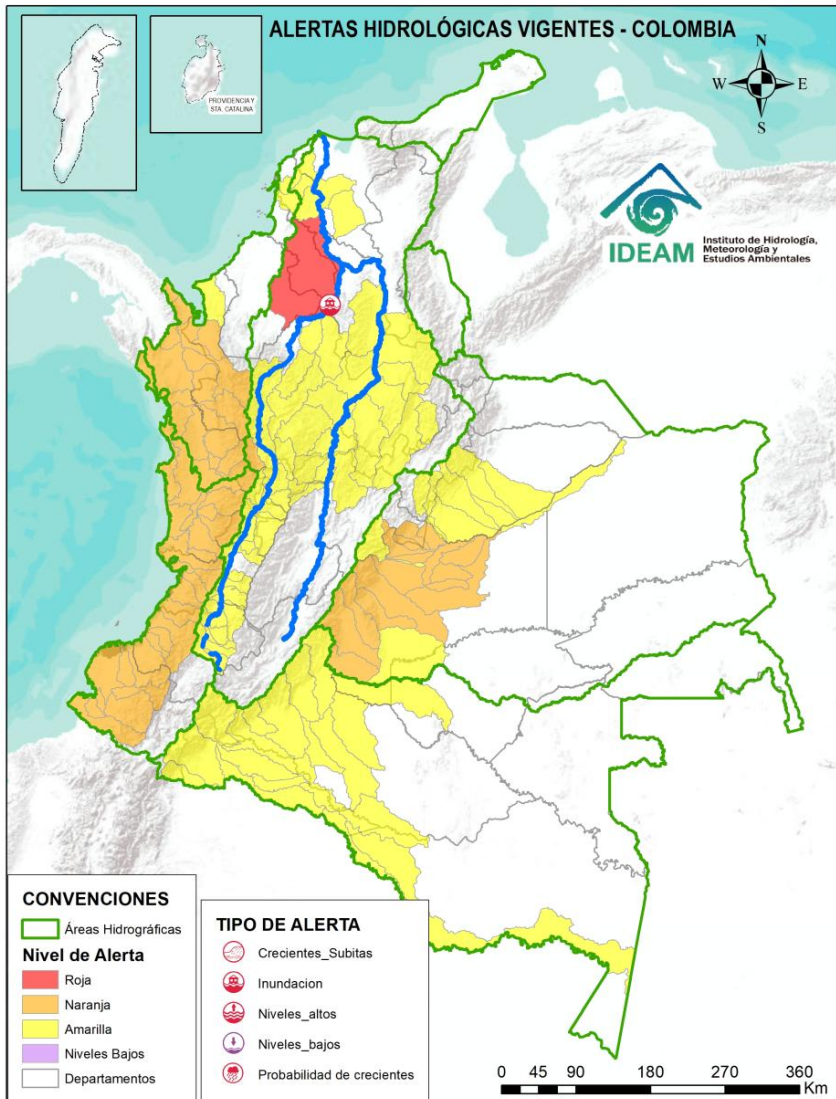 ALERTAS HIDROLÓGICAS VIGENTES - COLOMBIA
PROVIDENCIA Y
STA. CATALINA
N
W
E
S
IDEAM
Instituto de Hidrología,
Meteorología y
Estudios Ambientales
CONVENCIONES
Áreas Hidrográficas
Nivel de Alerta
Roja
Naranja
Amarilla
Niveles Bajos
Departamentos
TIPO DE ALERTA
Crecientes_Subitas
Inundacion
Niveles_altos
Niveles_bajos
Probabilidad de crecientes
0 45 90 180 270 360
Km